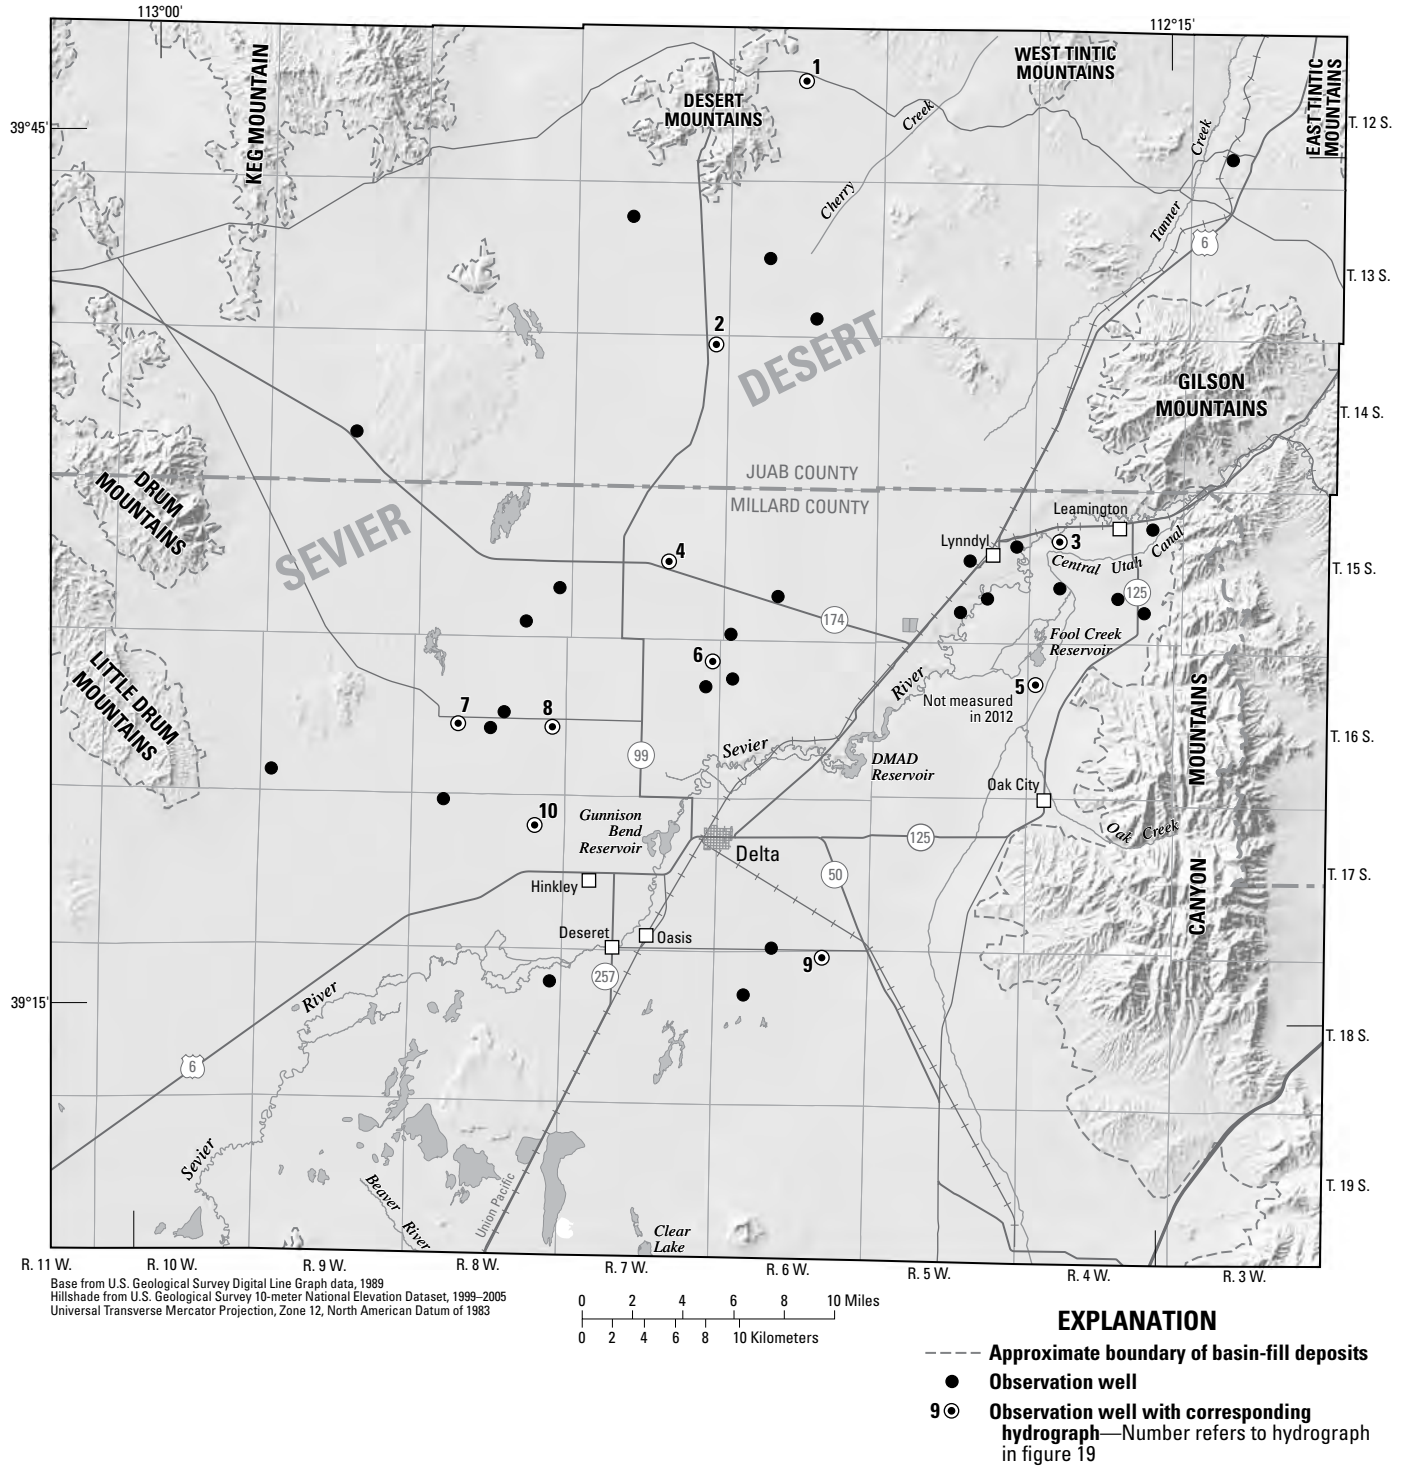 113°00'
112°15'
WEST TINTIC
MOUNTAINS
EAST TINTIC
MOUNTAINS
KEG MOUNTAIN
1
DESERT
MOUNTAINS
Creek
Cherry
39°45'
T. 12 S.
Creek
Tanner
6
T. 13 S.
2
DESERT
GILSON
MOUNTAINS
T. 14 S.
JUAB COUNTY
MILLARD COUNTY
DRUM
MOUNTAINS
SEVIER
Leamington
Lynndyl
3
Central Utah Canal
4
T. 15 S.
125
174
Fool Creek
Reservoir
6
5
Not measured
in 2012
River
LITTLE DRUM
MOUNTAINS
7
8
99
Sevier
DMAD
Reservoir
T. 16 S.
MOUNTAINS
Oak City
10
Gunnison
Bend
Reservoir
Oak Creek
125
Delta
50
T. 17 S.
CANYON
Hinkley
Deseret
Oasis
9
257
River
39°15'
T. 18 S.
6
Sevier
Beaver River
Union Pacific
Clear
Lake
T. 19 S.
R. 11 W.
R. 10 W.
R. 9 W.
R. 8 W.
R. 7 W.
R. 6 W.
R. 5 W.
R. 4 W.
R. 3 W.
Base from U.S. Geological Survey Digital Line Graph data, 1989
Hillshade from U.S. Geological Survey 10-meter National Elevation Dataset, 1999–2005
Universal Transverse Mercator Projection, Zone 12, North American Datum of 1983
0 2 4 6 8 10 Miles
0 2 4 6 8 10 Kilometers
EXPLANATION
Approximate boundary of basin-fill deposits
Observation well
9 Observation well with corresponding
hydrograph—Number refers to hydrograph
in figure 19